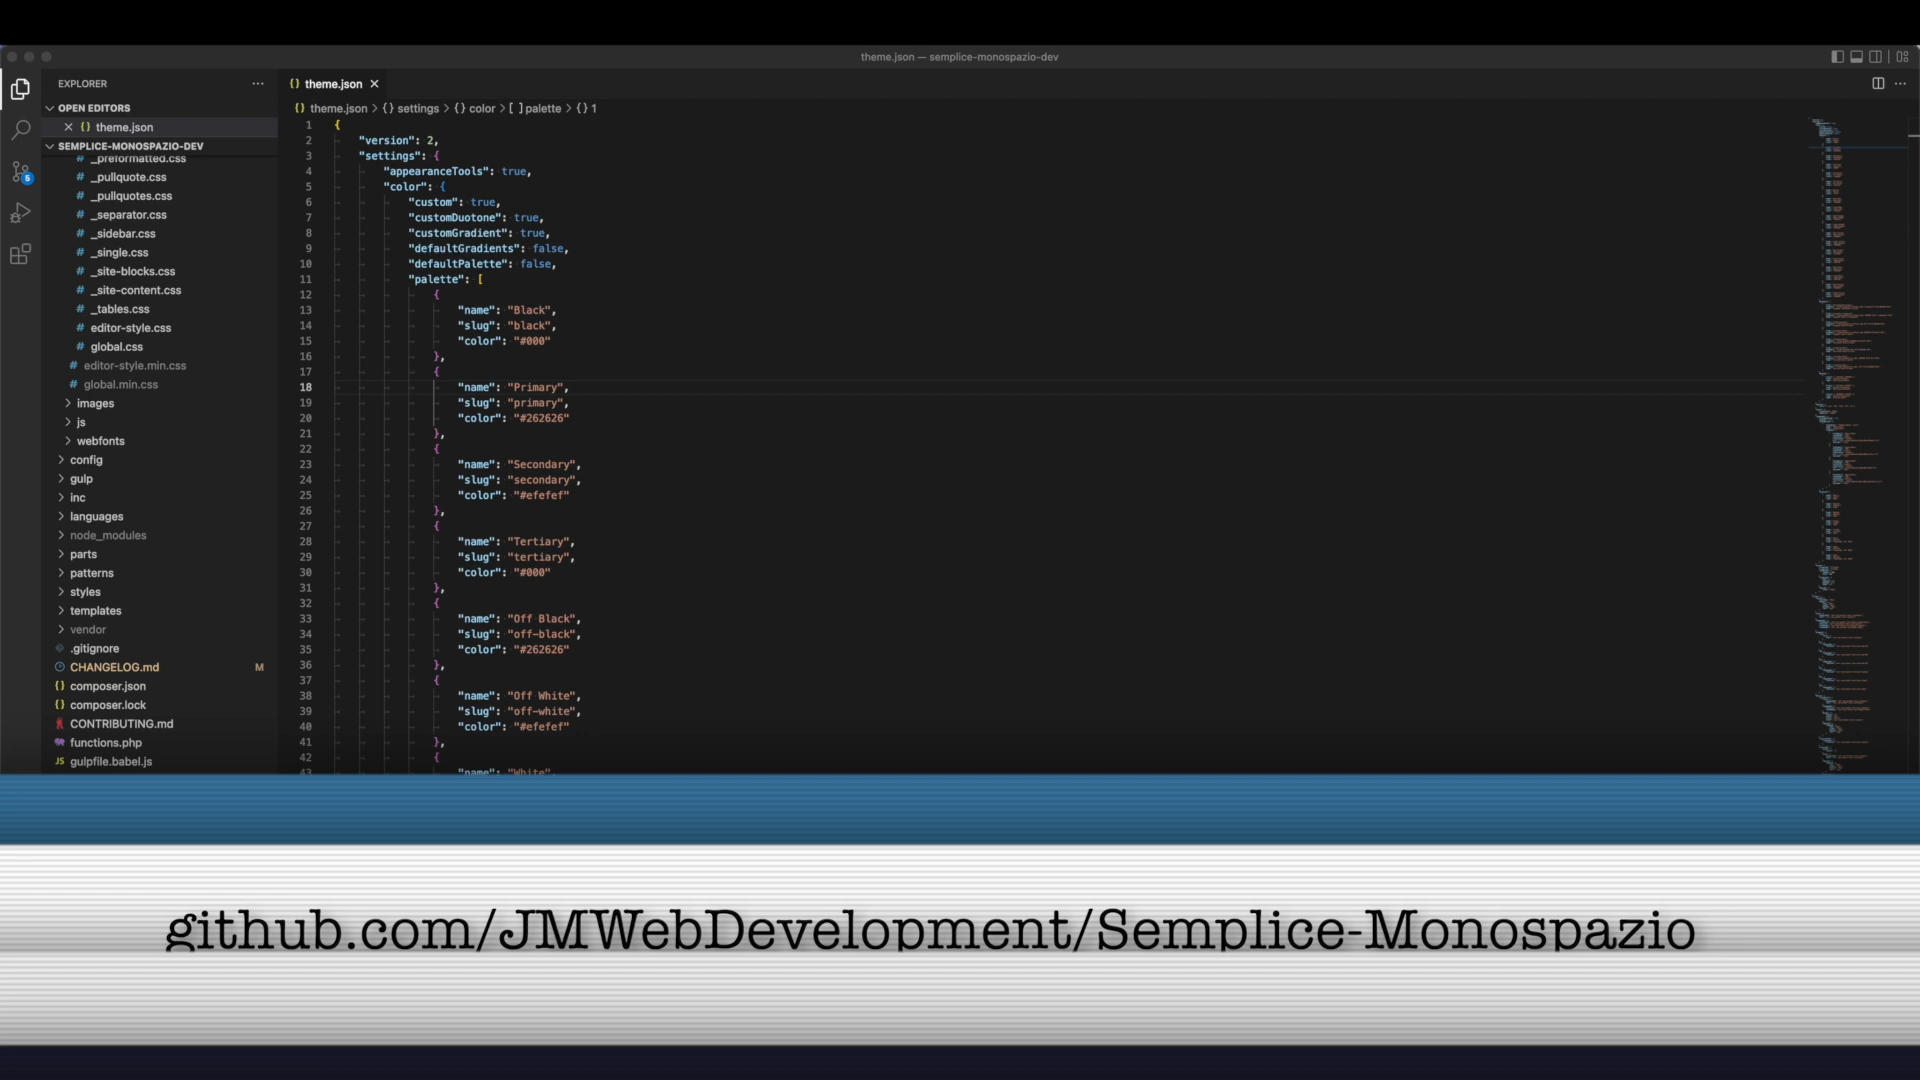 theme.json — semplice-monospazio-dev
EXPLORER
OPEN EDITORS
{} theme.json
SEMPLICE-MONOSPAZIO-DEV
# _preformatted.css
# _pullquote.css
# _pullquotes.css
# _separator.css
# _sidebar.css
# _single.css
# _site-blocks.css
# _site-content.css
# _tables.css
# editor-style.css
# global.css
# editor-style.min.css
# global.min.css
images
js
webfonts
config
gulp
inc
languages
node_modules
parts
patterns
styles
templates
vendor
.gitignore
CHANGELOG.md M
{} composer.json
{} composer.lock
CONTRIBUTING.md
functions.php
JS gulpfile.babel.js
5
{} theme.json
{} theme.json > {} settings > {} color > [ ] palette > {} 1
1 {
2 "version": 2,
3 "settings": {
4 "appearanceTools": true,
5 "color": {
6 "custom": true,
7 "customDuotone": true,
8 "customGradient": true,
9 "defaultGradients": false,
10 "defaultPalette": false,
11 "palette": [
12 {
13 "name": "Black",
14 "slug": "black",
15 "color": "#000"
16 },
17 {
18 "name": "Primary",
19 "slug": "primary",
20 "color": "#262626"
21 },
22 {
23 "name": "Secondary",
24 "slug": "secondary",
25 "color": "#efefef"
26 },
27 {
28 "name": "Tertiary",
29 "slug": "tertiary",
30 "color": "#000"
31 },
32 {
33 "name": "Off Black",
34 "slug": "off-black",
35 "color": "#262626"
36 },
37 {
38 "name": "Off White",
39 "slug": "off-white",
40 "color": "#efefef"
41 },
42 {
43 "name": "White",
github.com/JMWebDevelopment/Semplice-Monospazio